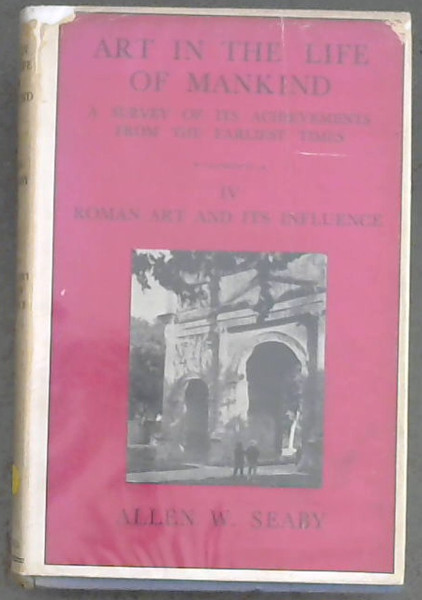 ART IN THE LIFE
OF MANKIND
A SURVEY OF ITS ACHIEVEMENTS
FROM THE EARLIEST TIMES
IV
ROMAN ART AND ITS INFLUENCE
ALLEN W. SEABY